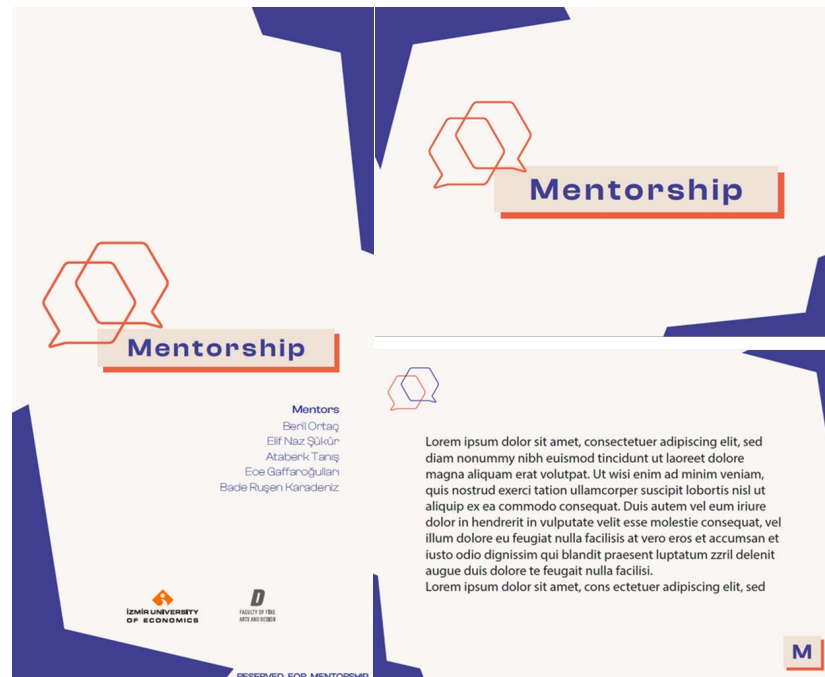 Mentorship
Mentors
Beril Ortaç
Elif Naz Şükür
Ataberk Tanış
Ece Gaffaroğulları
Bade Ruşen Karadeniz
İZMİR UNIVERSITY
OF ECONOMICS
D
FACULTY OF FINE
ARTS AND DESIGN
RESERVED FOR MENTORSHIP
Mentorship
Lorem ipsum dolor sit amet, consectetuer adipiscing elit, sed
diam nonummy nibh euismod tincidunt ut laoreet dolore
magna aliquam erat volutpat. Ut wisi enim ad minim veniam,
quis nostrud exerci tation ullamcorper suscipit lobortis nisl ut
aliquip ex ea commodo consequat. Duis autem vel eum iriure
dolor in hendrerit in vulputate velit esse molestie consequat, vel
illum dolore eu feugiat nulla facilisis at vero eros et accumsan et
iusto odio dignissim qui blandit praesent luptatum zzril delenit
augue duis dolore te feugait nulla facilisi.
Lorem ipsum dolor sit amet, cons ectetuer adipiscing elit, sed
M